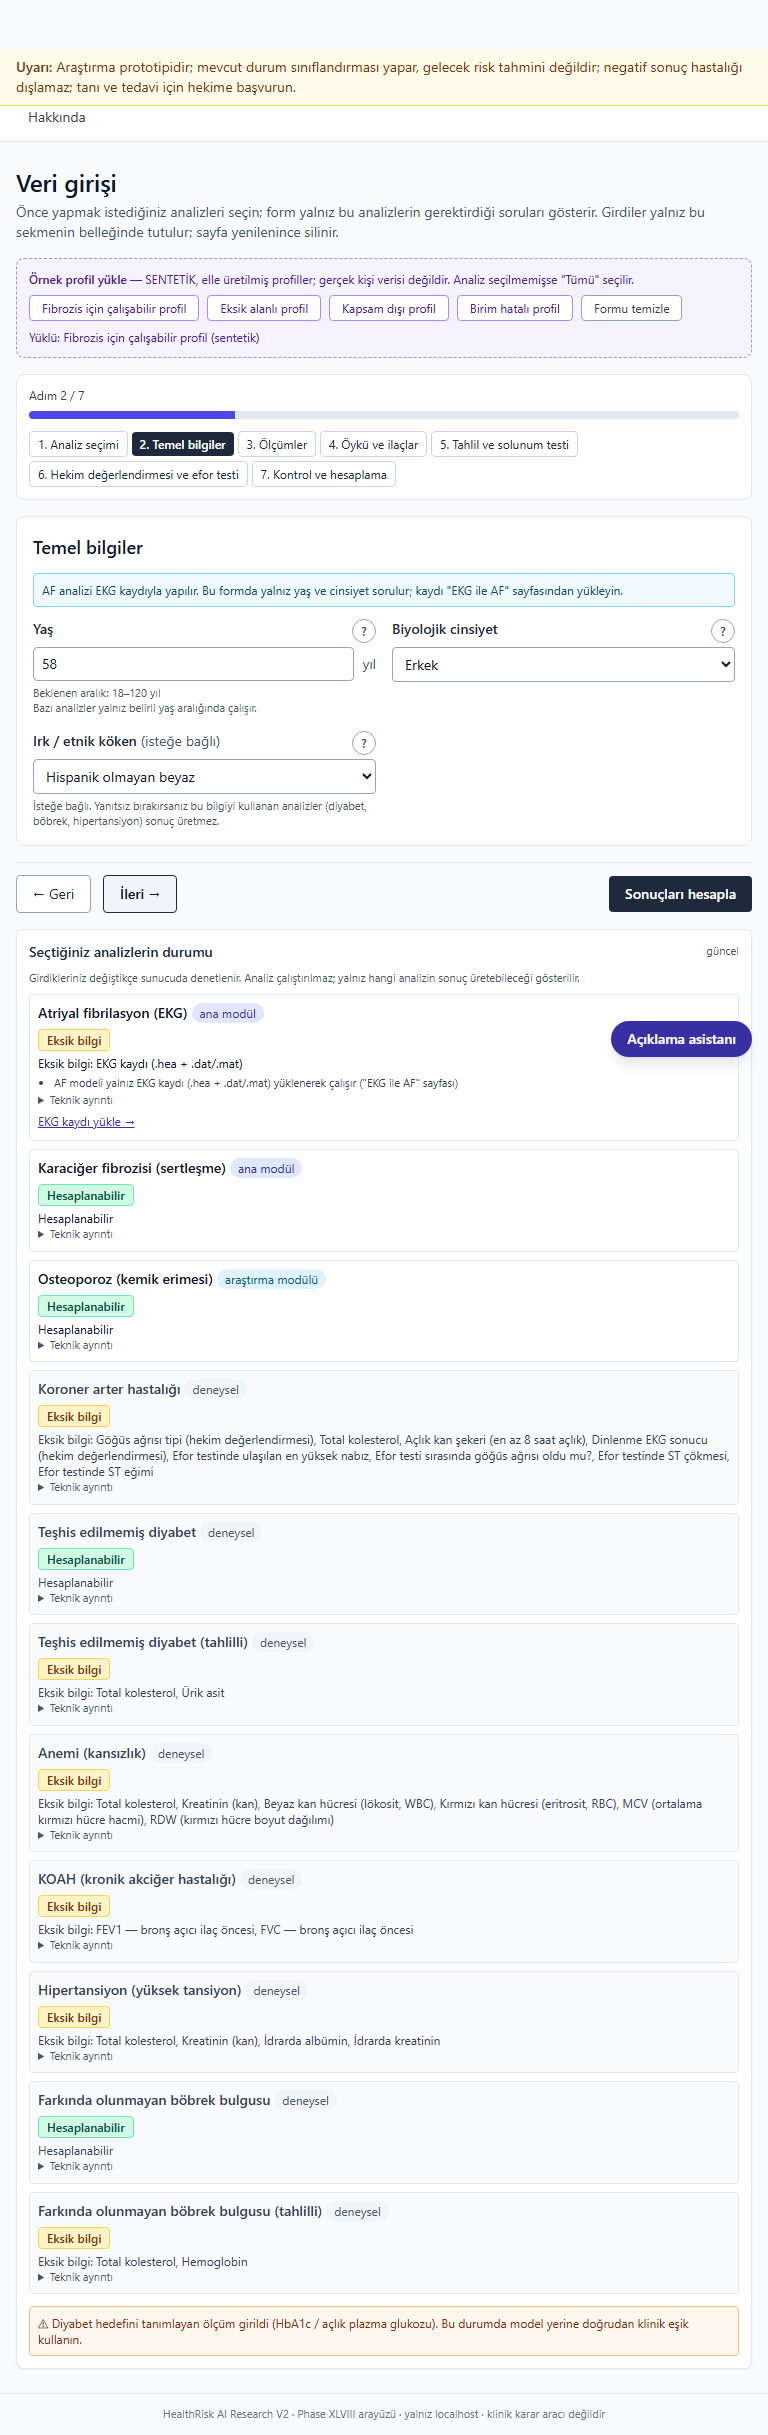 Uyarı: Araştırma prototipidir; mevcut durum sınıflandırması yapar, gelecek risk tahmini değildir; negatif sonuç hastalığı
dışlamaz; tanı ve tedavi için hekime başvurun.
Hakkında
Veri girişi
Önce yapmak istediğiniz analizleri seçin; form yalnız bu analizlerin gerektirdiği soruları gösterir. Girdiler yalnız bu
sekmenin belleğinde tutulur; sayfa yenilenince silinir.
Örnek profil yükle — SENTETİK, elle üretilmiş profiller; gerçek kişi verisi değildir. Analiz seçilmemişse "Tümü" seçilir.
Fibrozis için çalışabilir profil
Eksik alanlı profil
Kapsam dışı profil
Birim hatalı profil
Formu temizle
Yüklü: Fibrozis için çalışabilir profil (sentetik)
Adım 2 / 7
1. Analiz seçimi
2. Temel bilgiler
3. Ölçümler
4. Öykü ve ilaçlar
5. Tahlil ve solunum testi
6. Hekim değerlendirmesi ve efor testi
7. Kontrol ve hesaplama
Temel bilgiler
AF analizi EKG kaydıyla yapılır. Bu formda yalnız yaş ve cinsiyet sorulur; kaydı "EKG ile AF" sayfasından yükleyin.
Yaş
?
58
yıl
Beklenen aralık: 18–120 yıl
Bazı analizler yalnız belirli yaş aralığında çalışır.
Biyolojik cinsiyet
?
Erkek
Irk / etnik köken (isteğe bağlı)
?
Hispanik olmayan beyaz
İsteğe bağlı. Yanıtsız bırakırsanız bu bilgiyi kullanan analizler (diyabet,
böbrek, hipertansiyon) sonuç üretmez.
← Geri
İleri →
Sonuçları hesapla
Seçtiğiniz analizlerin durumu
güncel
Girdikleriniz değiştikçe sunucuda denetlenir. Analiz çalıştırılmaz; yalnız hangi analizin sonuç üretebileceği gösterilir.
Atriyal fibrilasyon (EKG) ana modül
Eksik bilgi
Açıklama asistanı
Eksik bilgi: EKG kaydı (.hea + .dat/.mat)
• AF modeli yalnız EKG kaydı (.hea + .dat/.mat) yüklenerek çalışır ("EKG ile AF" sayfası)
▶ Teknik ayrıntı
EKG kaydı yükle →
Karaciğer fibrozisi (sertleşme) ana modül
Hesaplanabilir
Hesaplanabilir
▶ Teknik ayrıntı
Osteoporoz (kemik erimesi) araştırma modülü
Hesaplanabilir
Hesaplanabilir
▶ Teknik ayrıntı
Koroner arter hastalığı deneysel
Eksik bilgi
Eksik bilgi: Göğüs ağrısı tipi (hekim değerlendirmesi), Total kolesterol, Açlık kan şekeri (en az 8 saat açlık), Dinlenme EKG sonucu
(hekim değerlendirmesi), Efor testinde ulaşılan en yüksek nabız, Efor testi sırasında göğüs ağrısı oldu mu?, Efor testinde ST çökmesi,
Efor testinde ST eğimi
▶ Teknik ayrıntı
Teşhis edilmemiş diyabet deneysel
Hesaplanabilir
Hesaplanabilir
▶ Teknik ayrıntı
Teşhis edilmemiş diyabet (tahlilli) deneysel
Eksik bilgi
Eksik bilgi: Total kolesterol, Ürik asit
▶ Teknik ayrıntı
Anemi (kansızlık) deneysel
Eksik bilgi
Eksik bilgi: Total kolesterol, Kreatinin (kan), Beyaz kan hücresi (lökosit, WBC), Kırmızı kan hücresi (eritrosit, RBC), MCV (ortalama
kırmızı hücre hacmi), RDW (kırmızı hücre boyut dağılımı)
▶ Teknik ayrıntı
KOAH (kronik akciğer hastalığı) deneysel
Eksik bilgi
Eksik bilgi: FEV1 — bronş açıcı ilaç öncesi, FVC — bronş açıcı ilaç öncesi
▶ Teknik ayrıntı
Hipertansiyon (yüksek tansiyon) deneysel
Eksik bilgi
Eksik bilgi: Total kolesterol, Kreatinin (kan), İdrarda albümin, İdrarda kreatinin
▶ Teknik ayrıntı
Farkında olunmayan böbrek bulgusu deneysel
Hesaplanabilir
Hesaplanabilir
▶ Teknik ayrıntı
Farkında olunmayan böbrek bulgusu (tahlilli) deneysel
Eksik bilgi
Eksik bilgi: Total kolesterol, Hemoglobin
▶ Teknik ayrıntı
⚠ Diyabet hedefini tanımlayan ölçüm girildi (HbA1c / açlık plazma glukozu). Bu durumda model yerine doğrudan klinik eşik
kullanın.
HealthRisk AI Research V2 · Phase XLVIII arayüzü · yalnız localhost · klinik karar aracı değildir